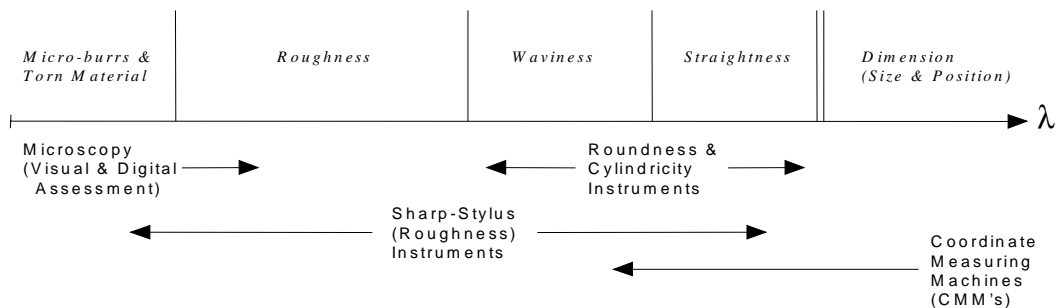 Micro-burrs &
Torn Material
Roughness
Waviness
Straightness
Dimension
(Size & Position)
λ
Microscopy
(Visual & Digital
Assessment)
Roundness &
Cylindricity
Instruments
Sharp-Stylus
(Roughness)
Instruments
Coordinate
Measuring
Machines
(CMM's)